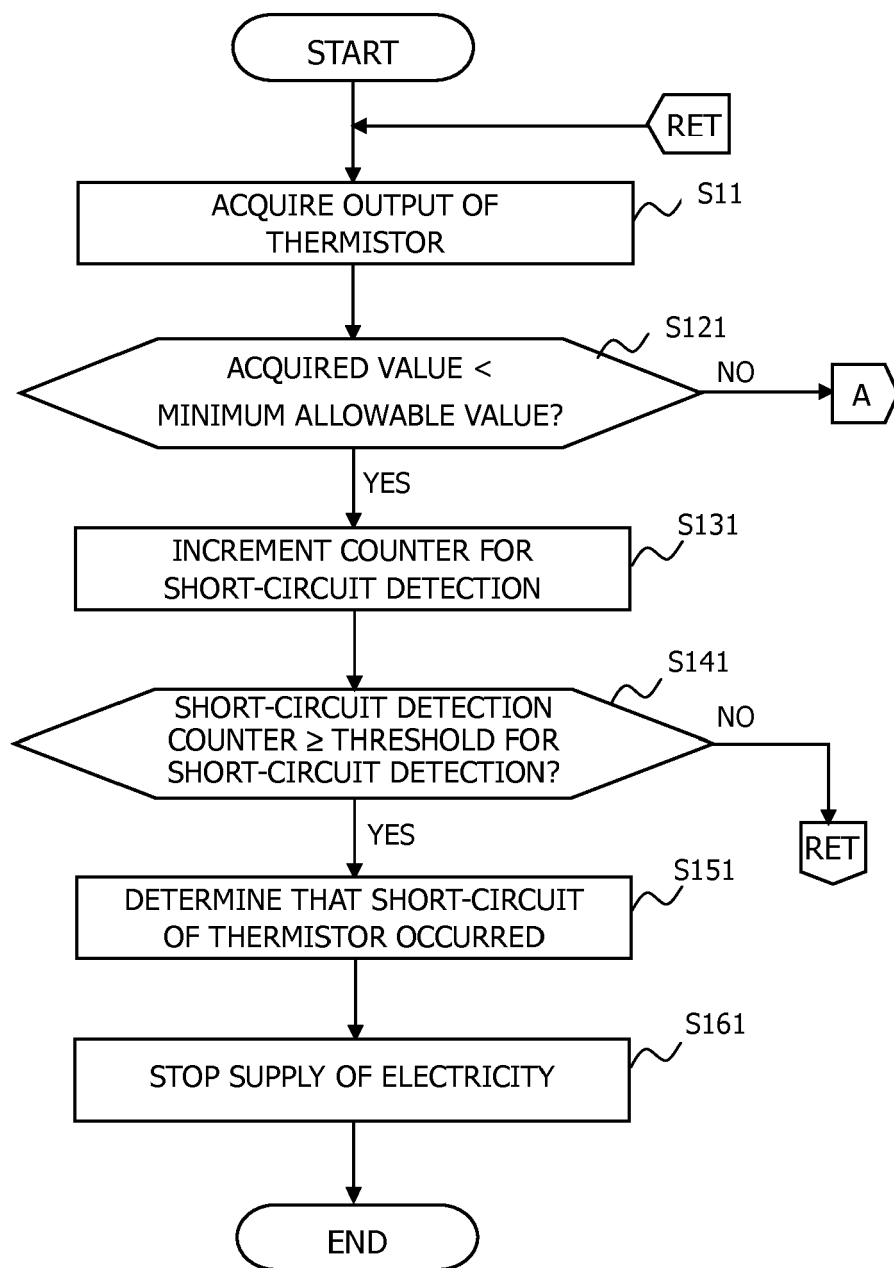 START
RET
ACQUIRE OUTPUT OF
THERMISTOR
S11
ACQUIRED VALUE <
MINIMUM ALLOWABLE VALUE?
S121
NO
A
YES
INCREMENT COUNTER FOR
SHORT-CIRCUIT DETECTION
S131
SHORT-CIRCUIT DETECTION
COUNTER ≥ THRESHOLD FOR
SHORT-CIRCUIT DETECTION?
S141
NO
RET
YES
DETERMINE THAT SHORT-CIRCUIT
OF THERMISTOR OCCURRED
S151
STOP SUPPLY OF ELECTRICITY
S161
END